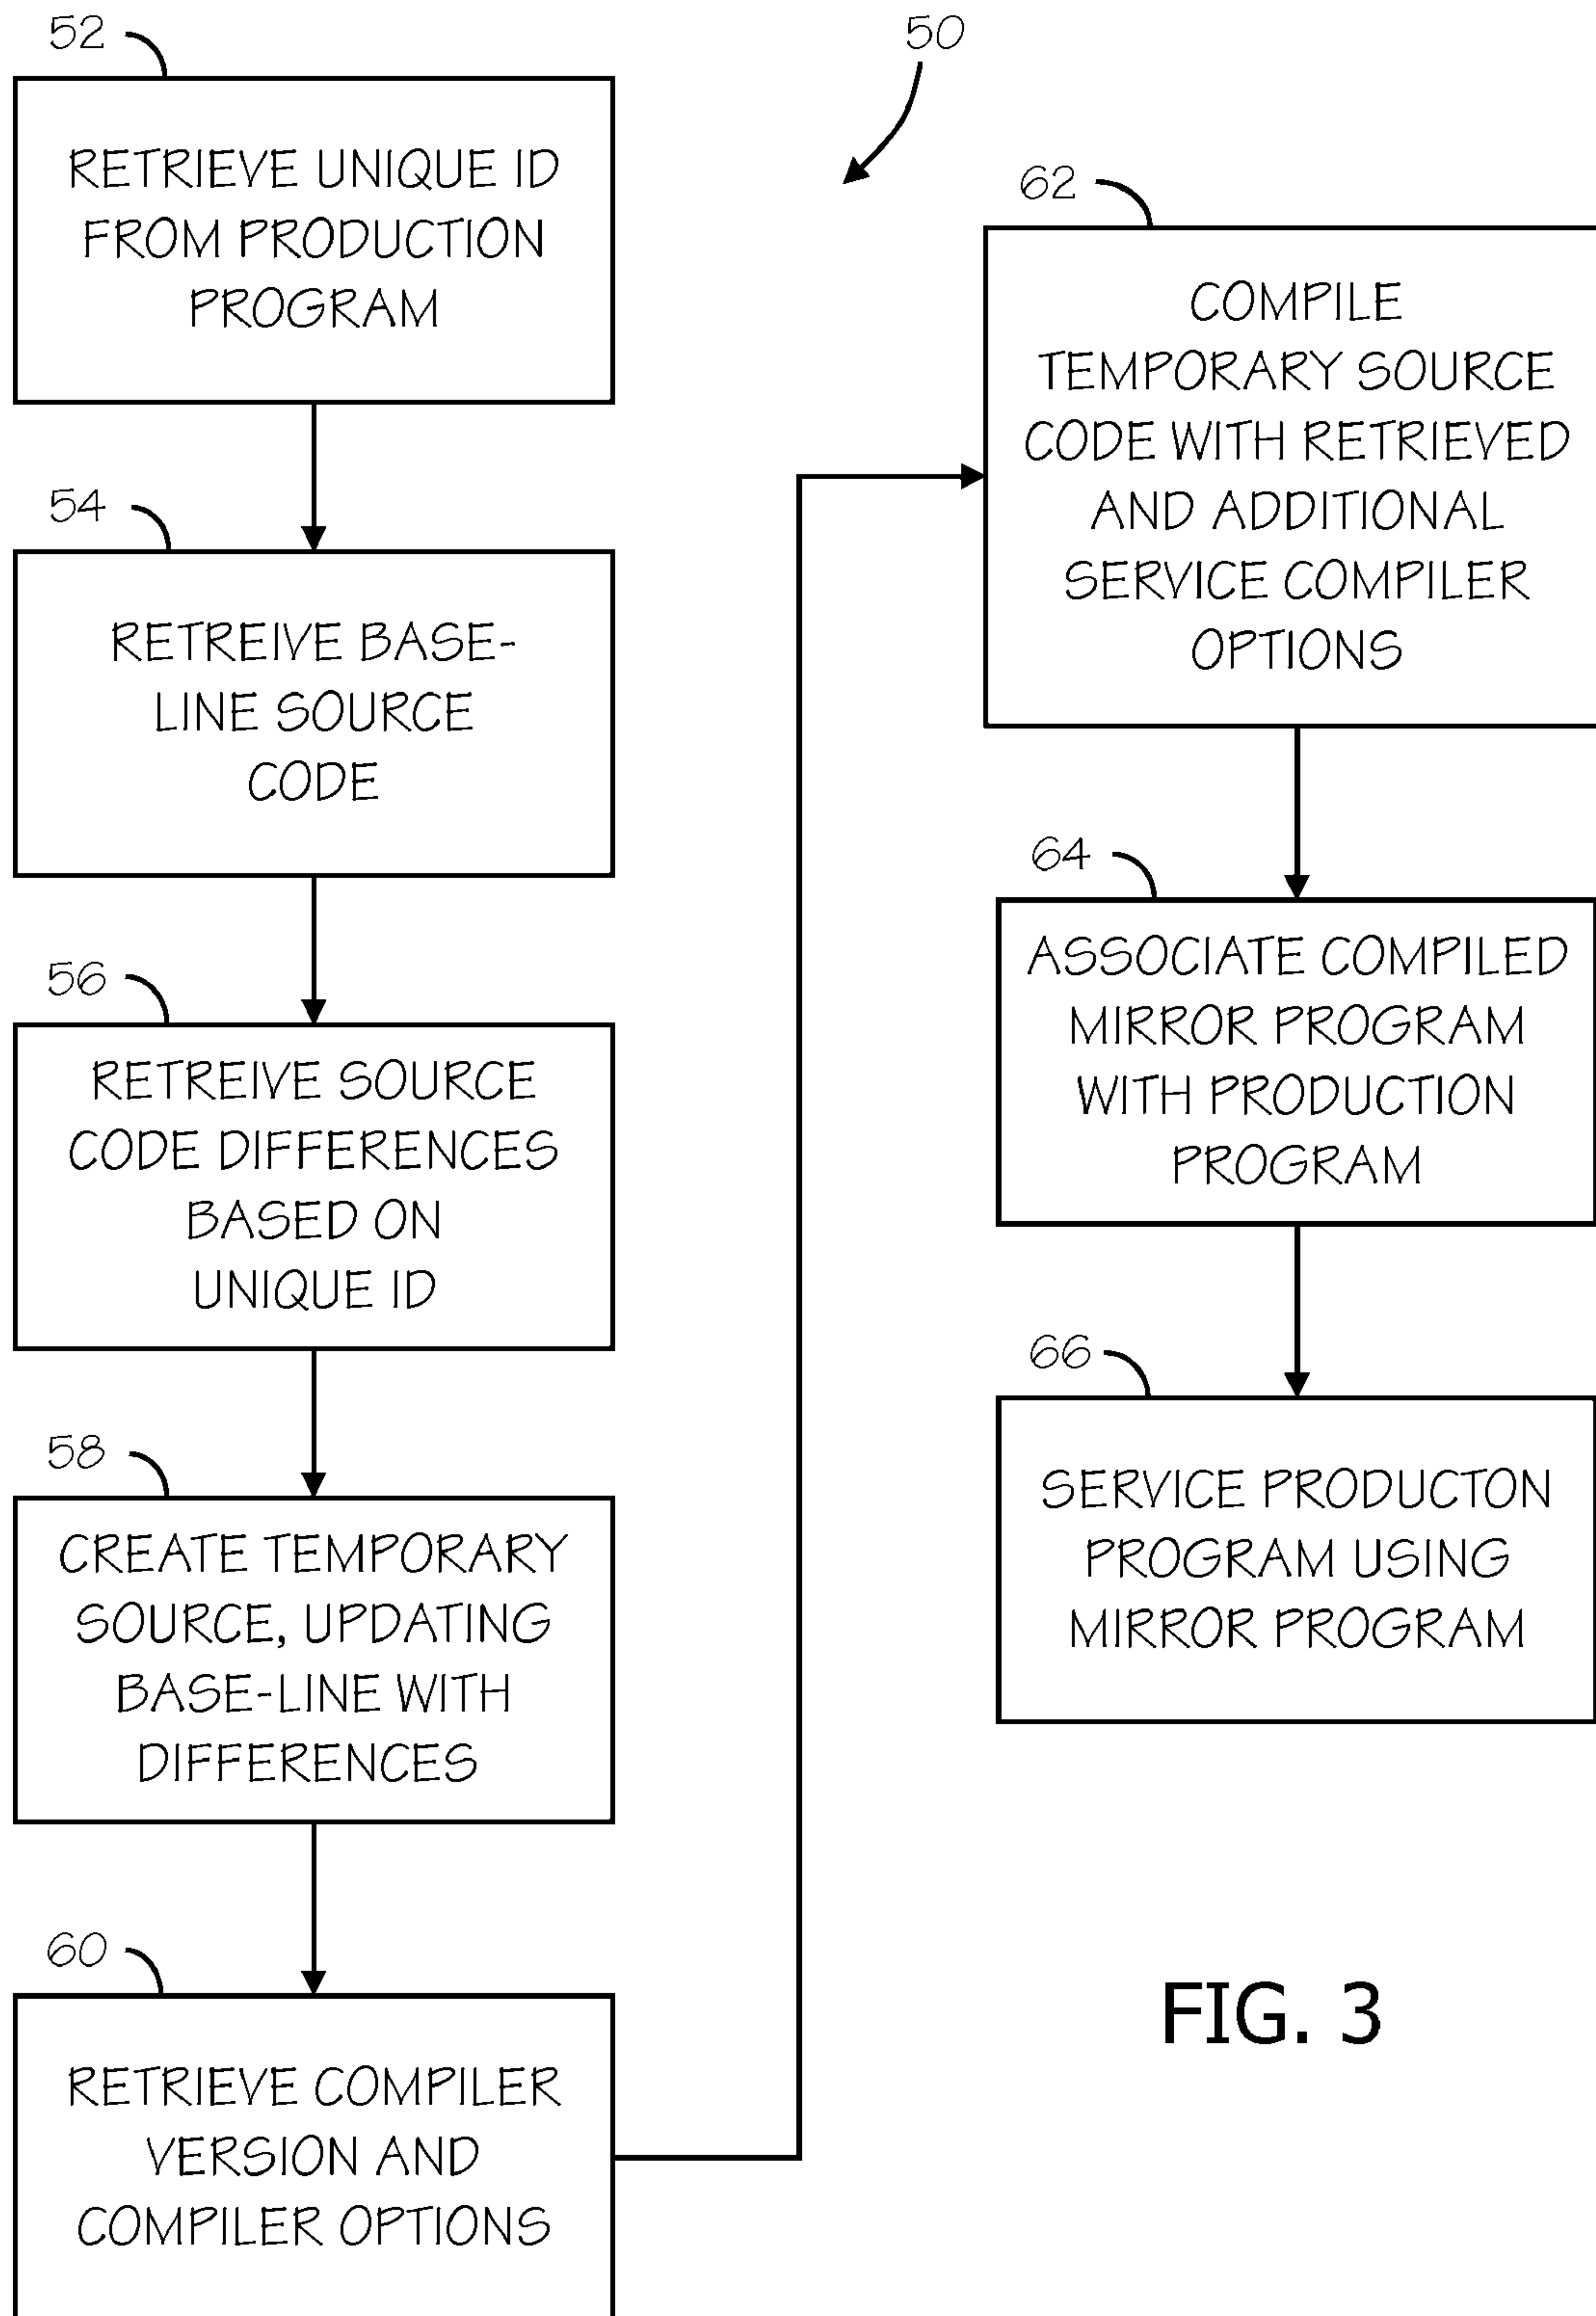 52
RETRIEVE UNIQUE ID
FROM PRODUCTION
PROGRAM
54
RETREIVE BASE-
LINE SOURCE
CODE
56
RETREIVE SOURCE
CODE DIFFERENCES
BASED ON
UNIQUE ID
58
CREATE TEMPORARY
SOURCE, UPDATING
BASE-LINE WITH
DIFFERENCES
60
RETRIEVE COMPILER
VERSION AND
COMPILER OPTIONS
50
62
COMPILE
TEMPORARY SOURCE
CODE WITH RETRIEVED
AND ADDITIONAL
SERVICE COMPILER
OPTIONS
64
ASSOCIATE COMPILED
MIRROR PROGRAM
WITH PRODUCTION
PROGRAM
66
SERVICE PRODUCTON
PROGRAM USING
MIRROR PROGRAM
FIG. 3